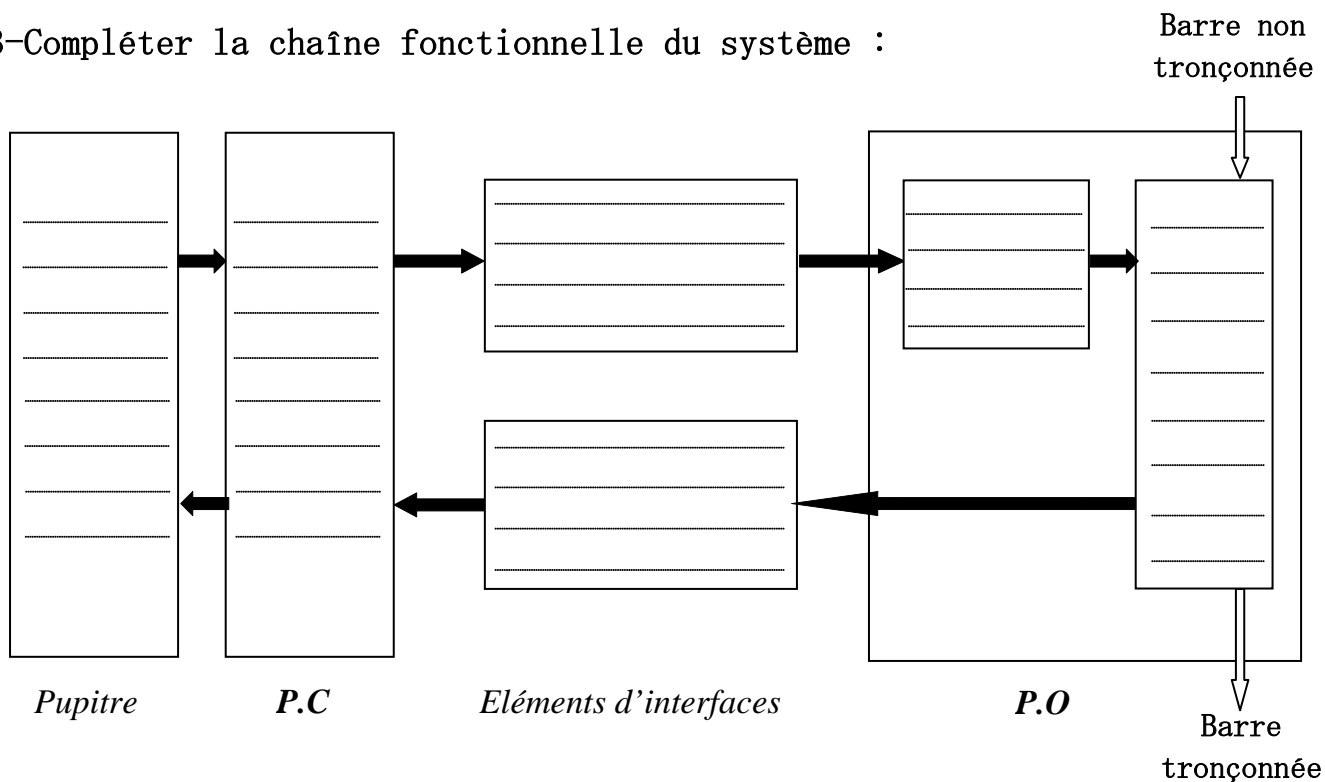 3-Compléter la chaîne fonctionnelle du système :
Barre non
tronçonnée
Pupitre
P.C
Eléments d'interfaces
P.O
Barre
tronçonnée